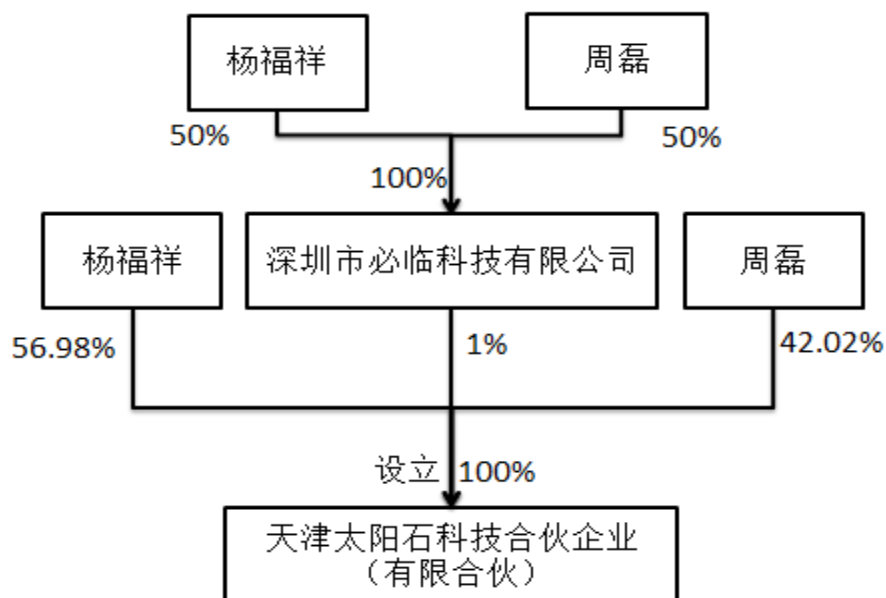 杨福祥
周磊
50%
50%
100%
杨福祥
深圳市必临科技有限公司
周磊
56.98%
1%
42.02%
设立 100%
天津太阳石科技合伙企业
（有限合伙）